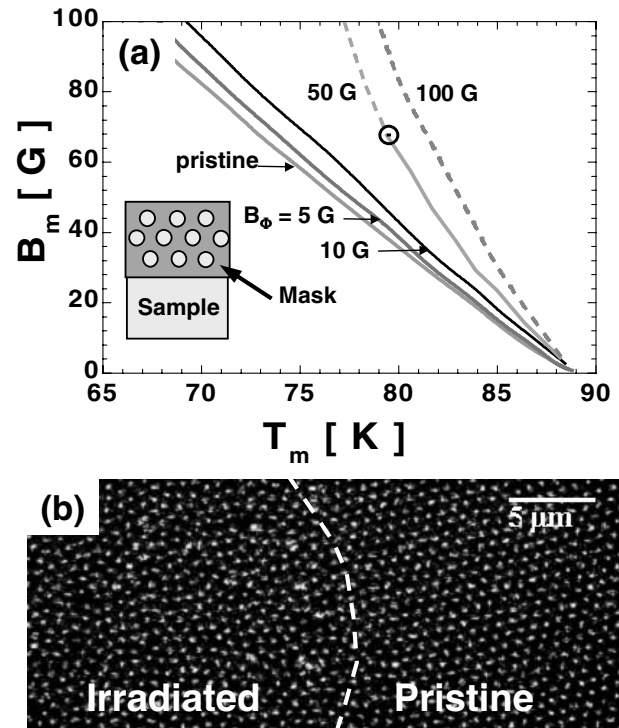 (a)
100
80
60
40
20
0
B_m [ G ]
50 G
100 G
pristine
B_Φ = 5 G
10 G
Mask
Sample
65 70 75 80 85 90
T_m [ K ]
(b)
5 μm
Irradiated Pristine